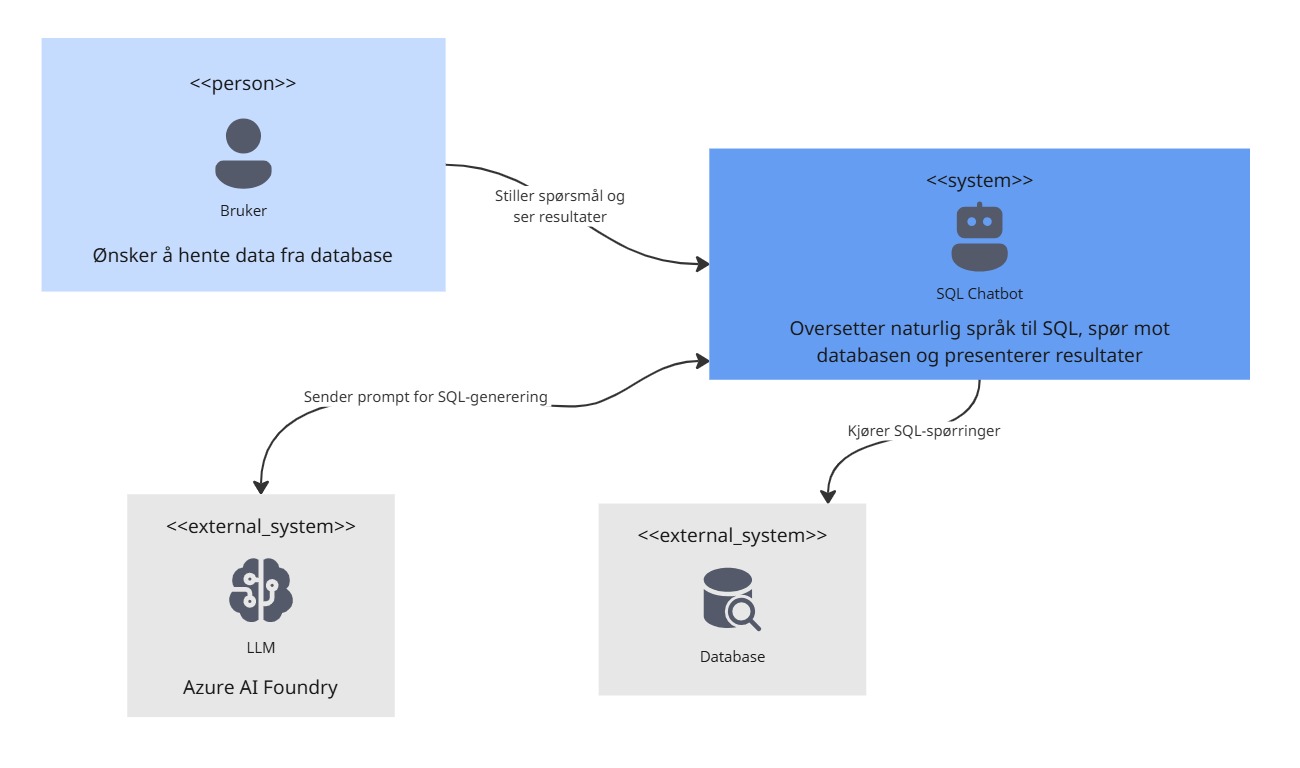 <<person>>
Bruker
Ønsker å hente data fra database
Stiller spørsmål og
ser resultater
<<system>>
SQL Chatbot
Oversetter naturlig språk til SQL, spør mot
databasen og presenterer resultater
Sender prompt for SQL-generering
Kjører SQL-spørringer
<<external_system>>
LLM
Azure AI Foundry
<<external_system>>
Database